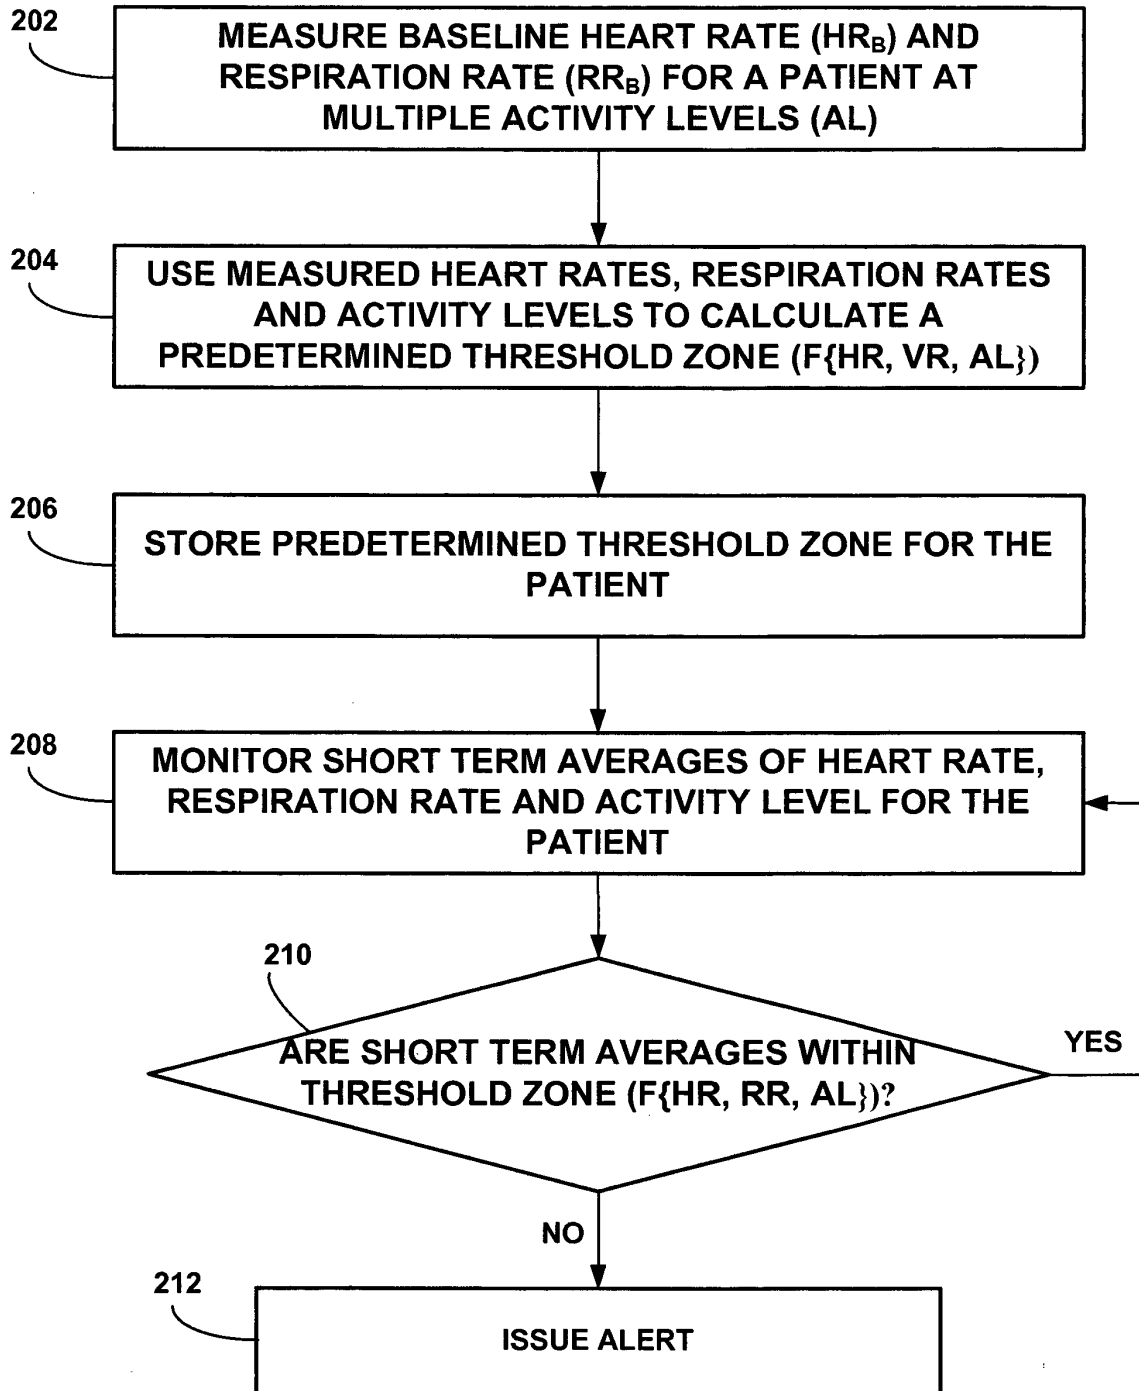 202
MEASURE BASELINE HEART RATE (HRB) AND
RESPIRATION RATE (RRB) FOR A PATIENT AT
MULTIPLE ACTIVITY LEVELS (AL)
204
USE MEASURED HEART RATES, RESPIRATION RATES
AND ACTIVITY LEVELS TO CALCULATE A
PREDETERMINED THRESHOLD ZONE (F{HR, VR, AL})
206
STORE PREDETERMINED THRESHOLD ZONE FOR THE
PATIENT
208
MONITOR SHORT TERM AVERAGES OF HEART RATE,
RESPIRATION RATE AND ACTIVITY LEVEL FOR THE
PATIENT
210
ARE SHORT TERM AVERAGES WITHIN
THRESHOLD ZONE (F{HR, RR, AL})?
YES
NO
212
ISSUE ALERT